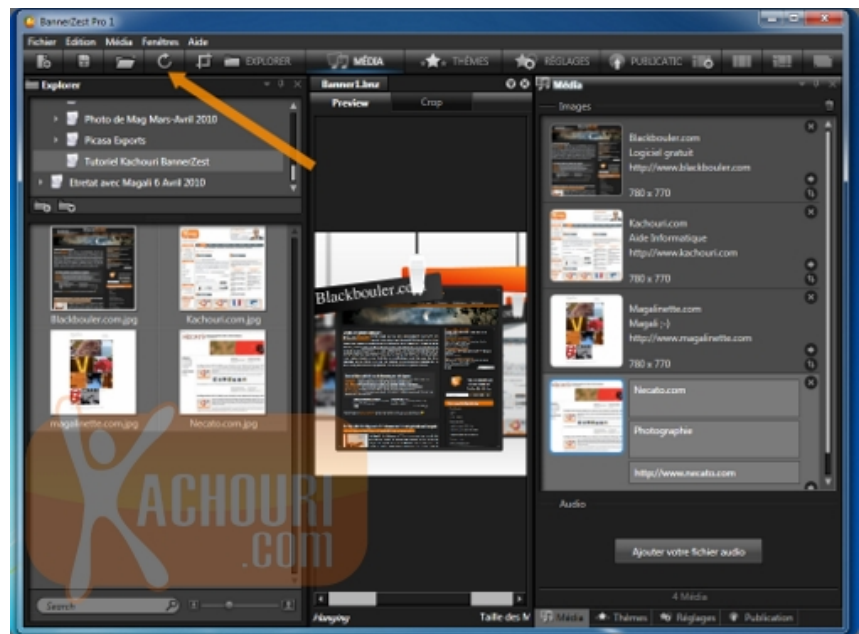 BannerZest Pro 1
Fichier Edition Média Fenêtres Aide
EXPLORER MÉDIA THÈMES RÉGLAGES PUBLICATIC
Explorer
Photo de Mag Mars-Avril 2010
Picasa Exports
Tutoriel Kachouri BannerZest
Etretat avec Magali 6 Avril 2010
Blackbouler.com.jpg
Kachouri.com.jpg
magalinette.com.jpg
Necato.com.jpg
Search
Banner1.bnz
Preview Crop
Blackbouler.co
Hanging
Taille des M
Média
Images
Blackbouler.com
Logiciel gratuit
http://www.blackbouler.com
780 x 770
Kachouri.com
Aide Informatique
http://www.kachouri.com
780 x 770
Magalinette.com
Magali ;-)
http://www.magalinette.com
780 x 770
Necato.com
Photographie
http://www.necato.com
Audio
Ajouter votre fichier audio
4 Média
Média Thèmes Réglages Publication
KACHOURI
.COM